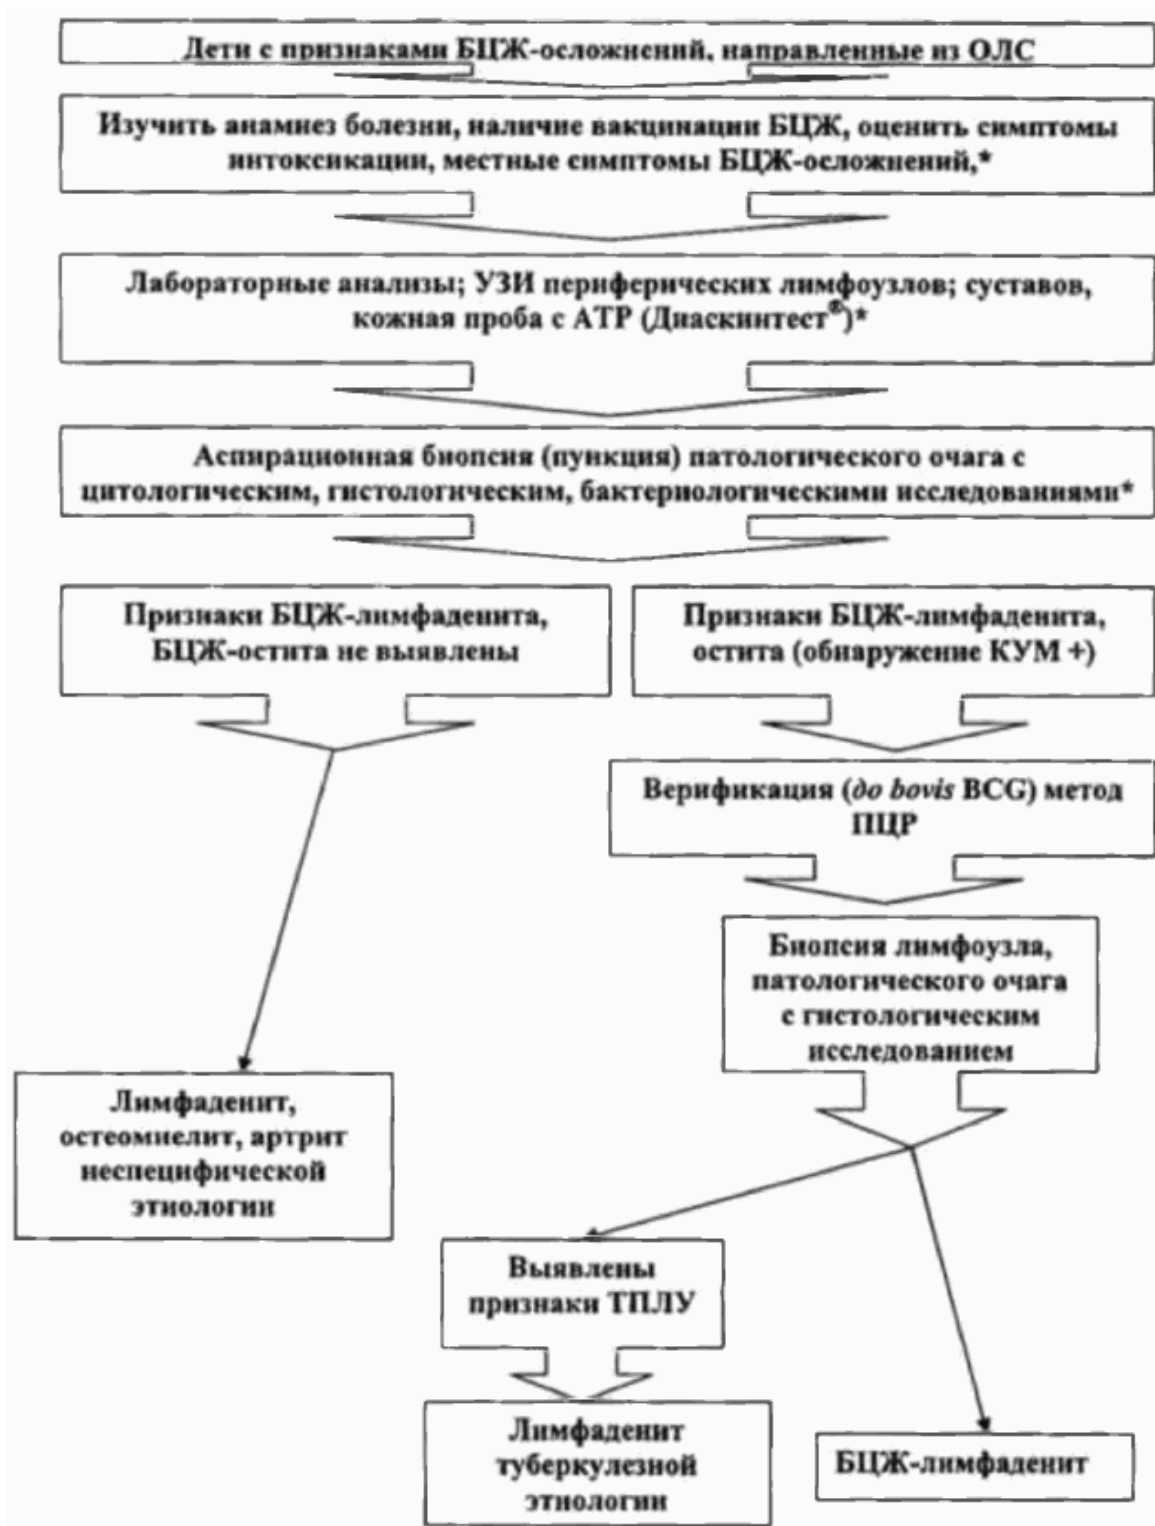 Дети с признаками БЦЖ-осложнений, направленные из ОЛС
Изучить анамнез болезни, наличие вакцинации БЦЖ, оценить симптомы
интоксикации, местные симптомы БЦЖ-осложнений,*
Лабораторные анализы; УЗИ периферических лимфоузлов; суставов,
кожная проба с АТР (Диаскинтест®)*
Аспирационная биопсия (пункция) патологического очага с
цитологическим, гистологическим, бактериологическими исследованиями*
Признаки БЦЖ-лимфаденита,
БЦЖ-остита не выявлены
Признаки БЦЖ-лимфаденита,
остита (обнаружение КУМ +)
Верификация (до bovis BCG) метод
ПЦР
Биопсия лимфоузла,
патологического очага
с гистологическим
исследованием
Лимфаденит,
остеомиелит, артрит
неспецифической
этиологии
Выявлены
признаки ТПЛУ
Лимфаденит
туберкулезной
этиологии
БЦЖ-лимфаденит